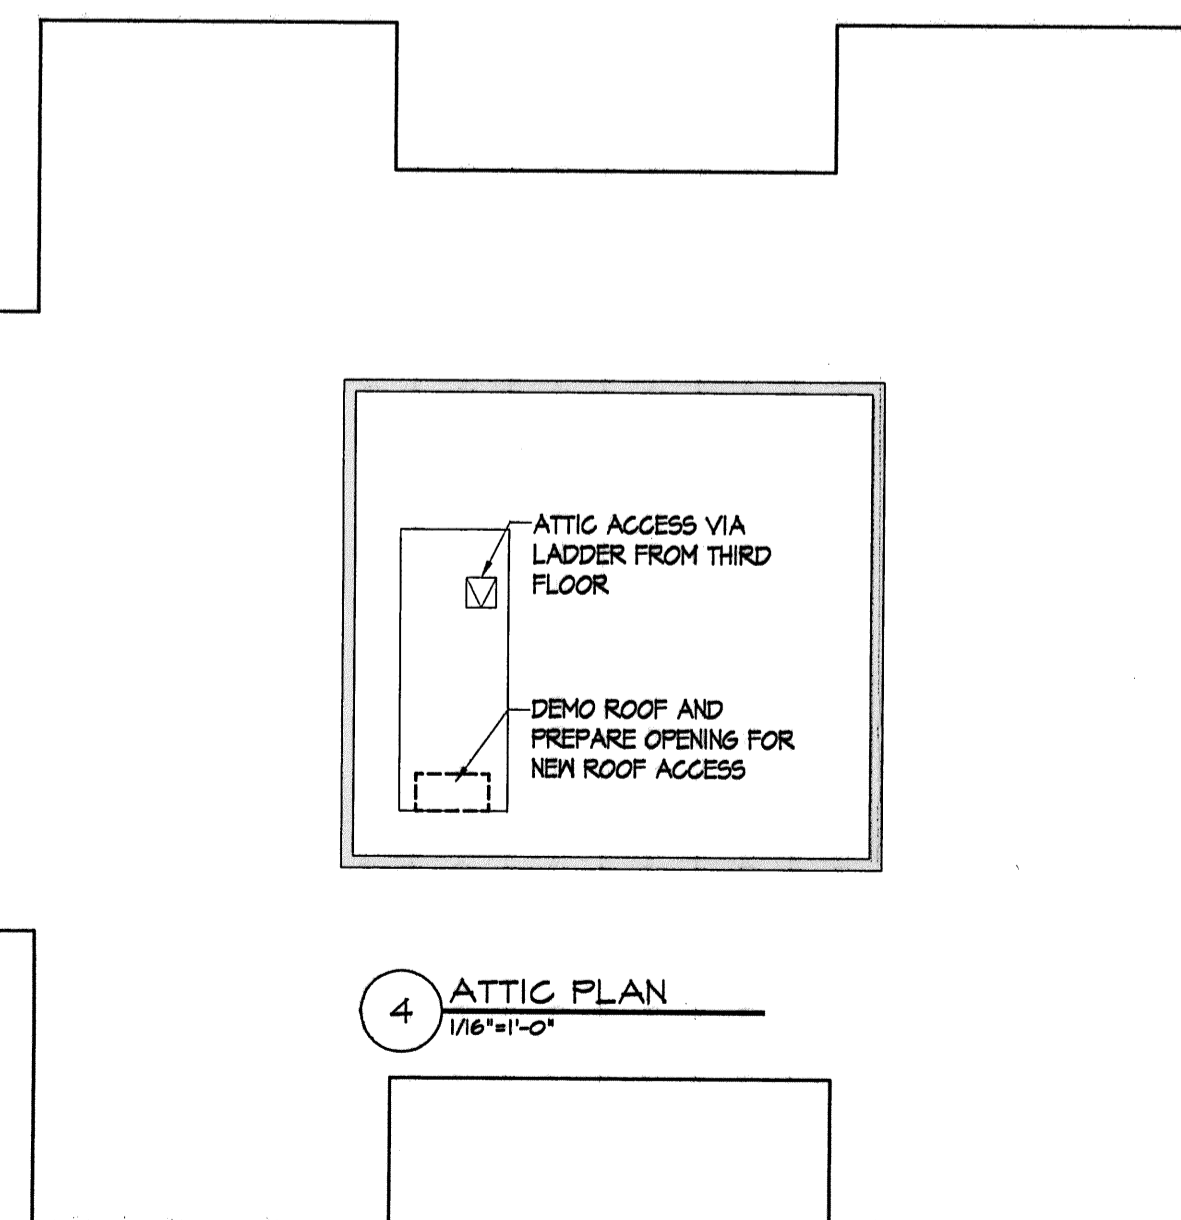 ATTIC ACCESS VIA
LADDER FROM THIRD
FLOOR
DEMO ROOF AND
PREPARE OPENING FOR
NEW ROOF ACCESS
4
ATTIC PLAN
1/16"=1'-0"